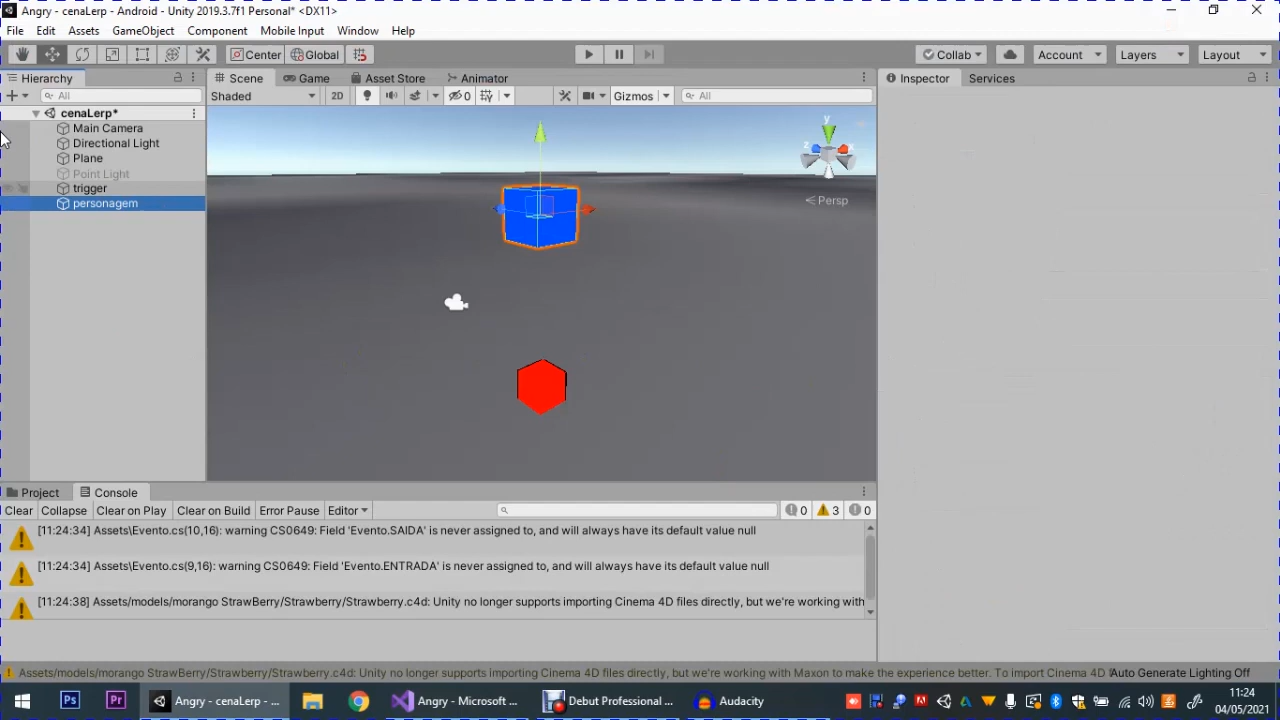 Angry - cenaLerp - Android - Unity 2019.3.7f1 Personal* <DX11>
File Edit Assets GameObject Component Mobile Input Window Help
Center Global Collab Account Layers Layout
Hierarchy Scene Game Asset Store Animator Inspector Services
All Shaded 2D 0 Gizmos All
cenaLerp*
Main Camera
Directional Light
Plane
Point Light
trigger
personagem
y
z x
Persp
Project Console
Clear Collapse Clear on Play Clear on Build Error Pause Editor 0 3 0
[11:24:34] Assets\Evento.cs(10,16): warning CS0649: Field 'Evento.SAIDA' is never assigned to, and will always have its default value null
[11:24:34] Assets\Evento.cs(9,16): warning CS0649: Field 'Evento.ENTRADA' is never assigned to, and will always have its default value null
[11:24:38] Assets/models/morango StrawBerry/Strawberry/Strawberry.c4d: Unity no longer supports importing Cinema 4D files directly, but we're working with
Assets/models/morango StrawBerry/Strawberry/Strawberry.c4d: Unity no longer supports importing Cinema 4D files directly, but we're working with Maxon to make the experience better. To import Cinema 4D Auto Generate Lighting Off
Ps Pr Angry - cenaLerp - ... Angry - Microsoft ... Debut Professional ... Audacity 11:24
04/05/2021